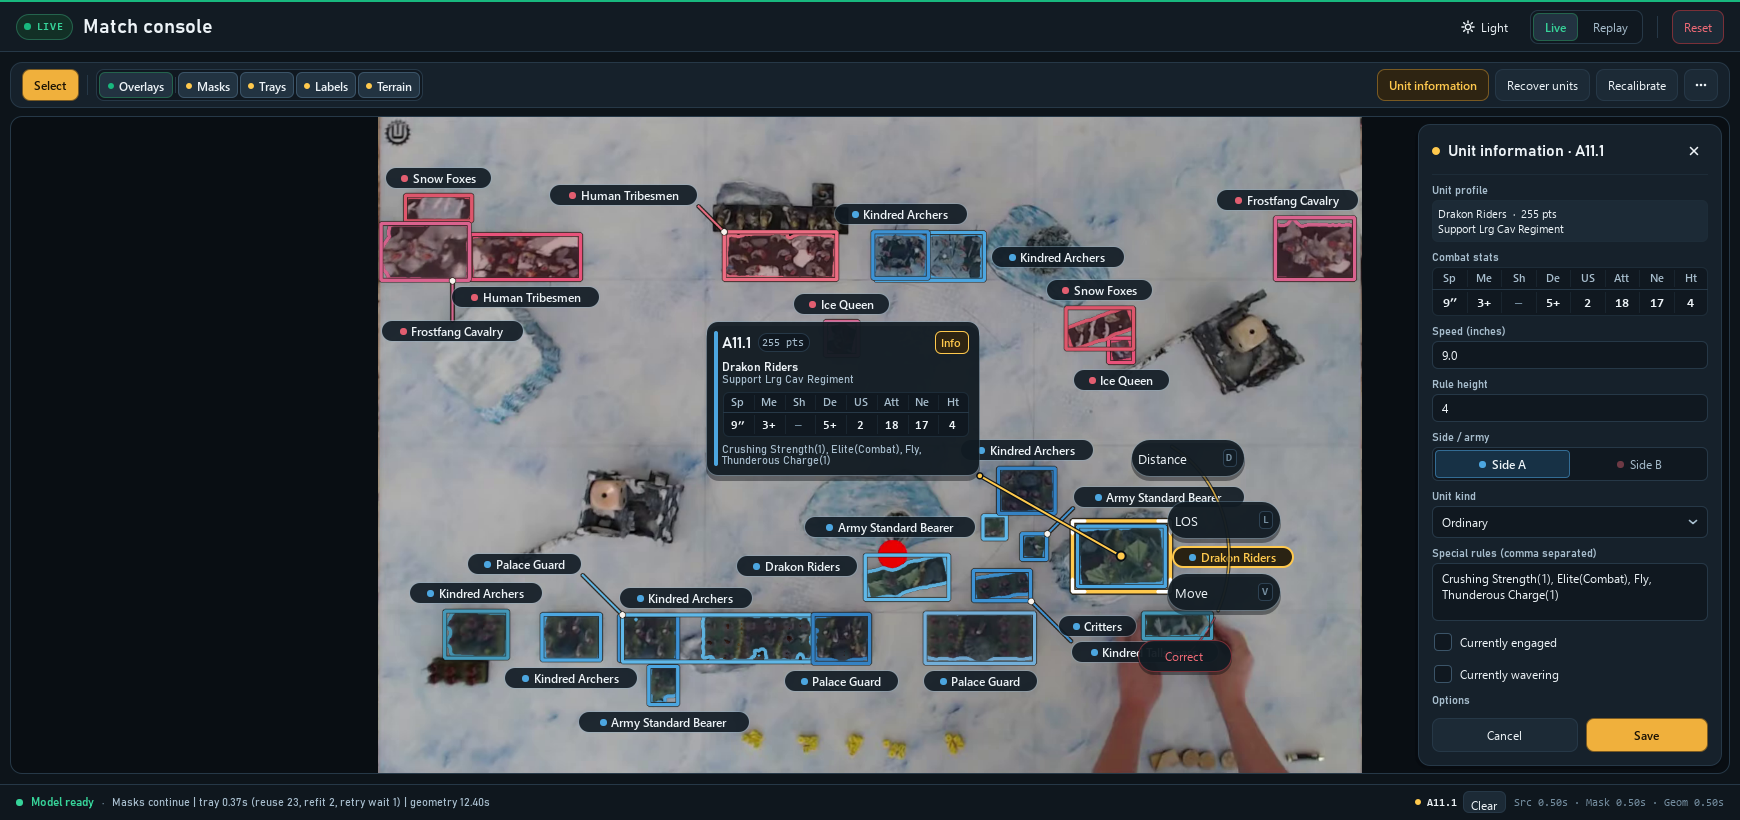 LIVE
Match console
Light
Live
Replay
Reset
Select
Overlays
Masks
Trays
Labels
Terrain
Unit information
Recover units
Recalibrate
Snow Foxes
Human Tribesmen
Kindred Archers
Frostfang Cavalry
Kindred Archers
Human Tribesmen
Ice Queen
Snow Foxes
Frostfang Cavalry
Ice Queen
A11.1 255 pts Info
Drakon Riders
Support Lrg Cav Regiment
Sp Me Sh De US Att Ne Ht
9″ 3+ – 5+ 2 18 17 4
Crushing Strength(1), Elite(Combat), Fly,
Thunderous Charge(1)
Kindred Archers
Distance D
Army Standard Bearer
LOS L
Army Standard Bearer
Drakon Riders
Palace Guard
Drakon Riders
Move V
Kindred Archers
Kindred Archers
Critters
Kindred
Correct
Kindred Archers
Palace Guard
Palace Guard
Army Standard Bearer
Unit information · A11.1
Unit profile
Drakon Riders · 255 pts
Support Lrg Cav Regiment
Combat stats
Sp Me Sh De US Att Ne Ht
9″ 3+ – 5+ 2 18 17 4
Speed (inches)
9.0
Rule height
4
Side / army
Side A
Side B
Unit kind
Ordinary
Special rules (comma separated)
Crushing Strength(1), Elite(Combat), Fly,
Thunderous Charge(1)
Currently engaged
Currently wavering
Options
Cancel
Save
Model ready · Masks continue | tray 0.37s (reuse 23, refit 2, retry wait 1) | geometry 12.40s
A11.1 Clear Src 0.50s · Mask 0.50s · Geom 0.50s